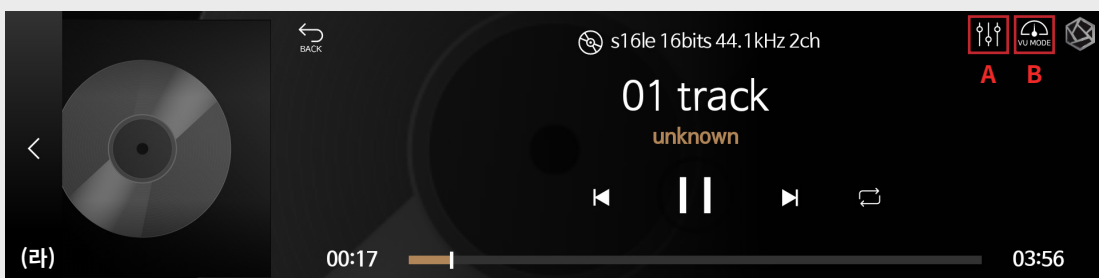 BACK
s16le 16bits 44.1kHz 2ch
VU MODE
A B
01 track
unknown
(라)
00:17
03:56